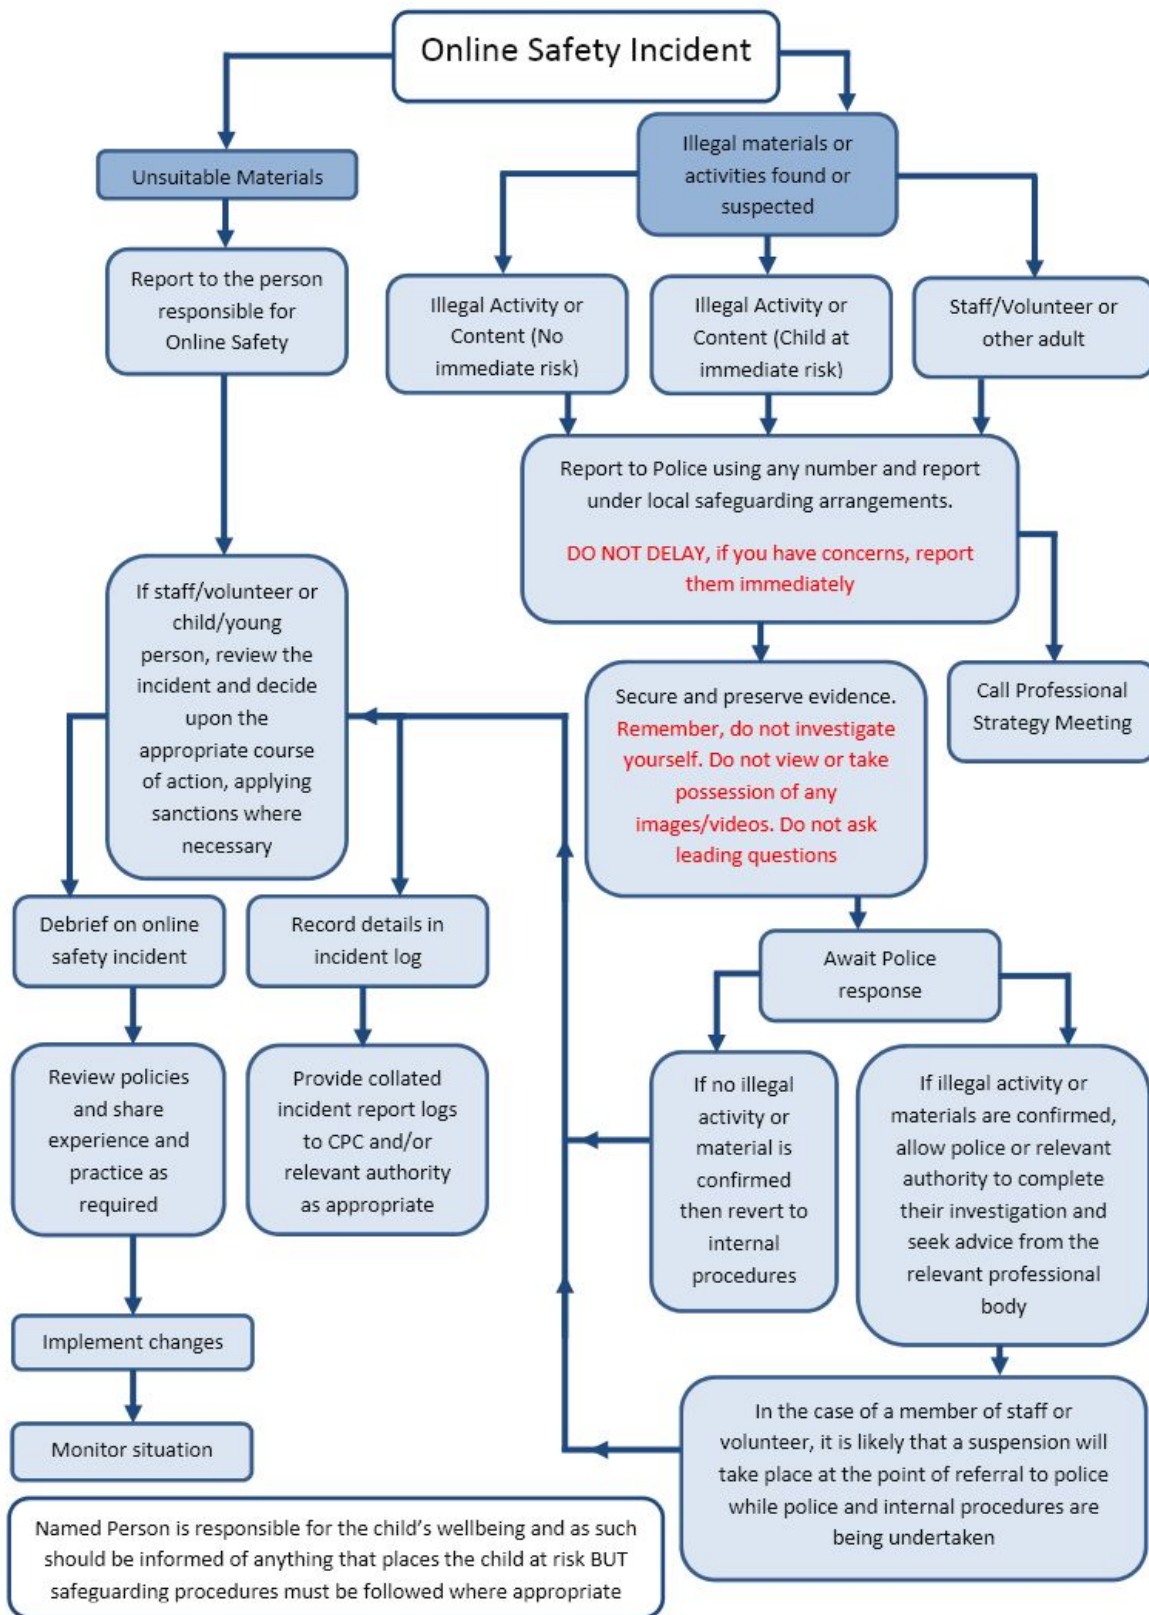 Online Safety Incident
Unsuitable Materials
Illegal materials or
activities found or
suspected
Report to the person
responsible for
Online Safety
Illegal Activity or
Content (No
immediate risk)
Illegal Activity or
Content (Child at
immediate risk)
Staff/Volunteer or
other adult
Report to Police using any number and report
under local safeguarding arrangements.
DO NOT DELAY, if you have concerns, report
them immediately
If staff/volunteer or
child/young
person, review the
incident and decide
upon the
appropriate course
of action, applying
sanctions where
necessary
Secure and preserve evidence.
Remember, do not investigate
yourself. Do not view or take
possession of any
images/videos. Do not ask
leading questions
Call Professional
Strategy Meeting
Debrief on online
safety incident
Record details in
incident log
Await Police
response
Review policies
and share
experience and
practice as
required
Provide collated
incident report logs
to CPC and/or
relevant authority
as appropriate
If no illegal
activity or
material is
confirmed
then revert to
internal
procedures
If illegal activity or
materials are confirmed,
allow police or relevant
authority to complete
their investigation and
seek advice from the
relevant professional
body
Implement changes
Monitor situation
In the case of a member of staff or
volunteer, it is likely that a suspension will
take place at the point of referral to police
while police and internal procedures are
being undertaken
Named Person is responsible for the child's wellbeing and as such
should be informed of anything that places the child at risk BUT
safeguarding procedures must be followed where appropriate